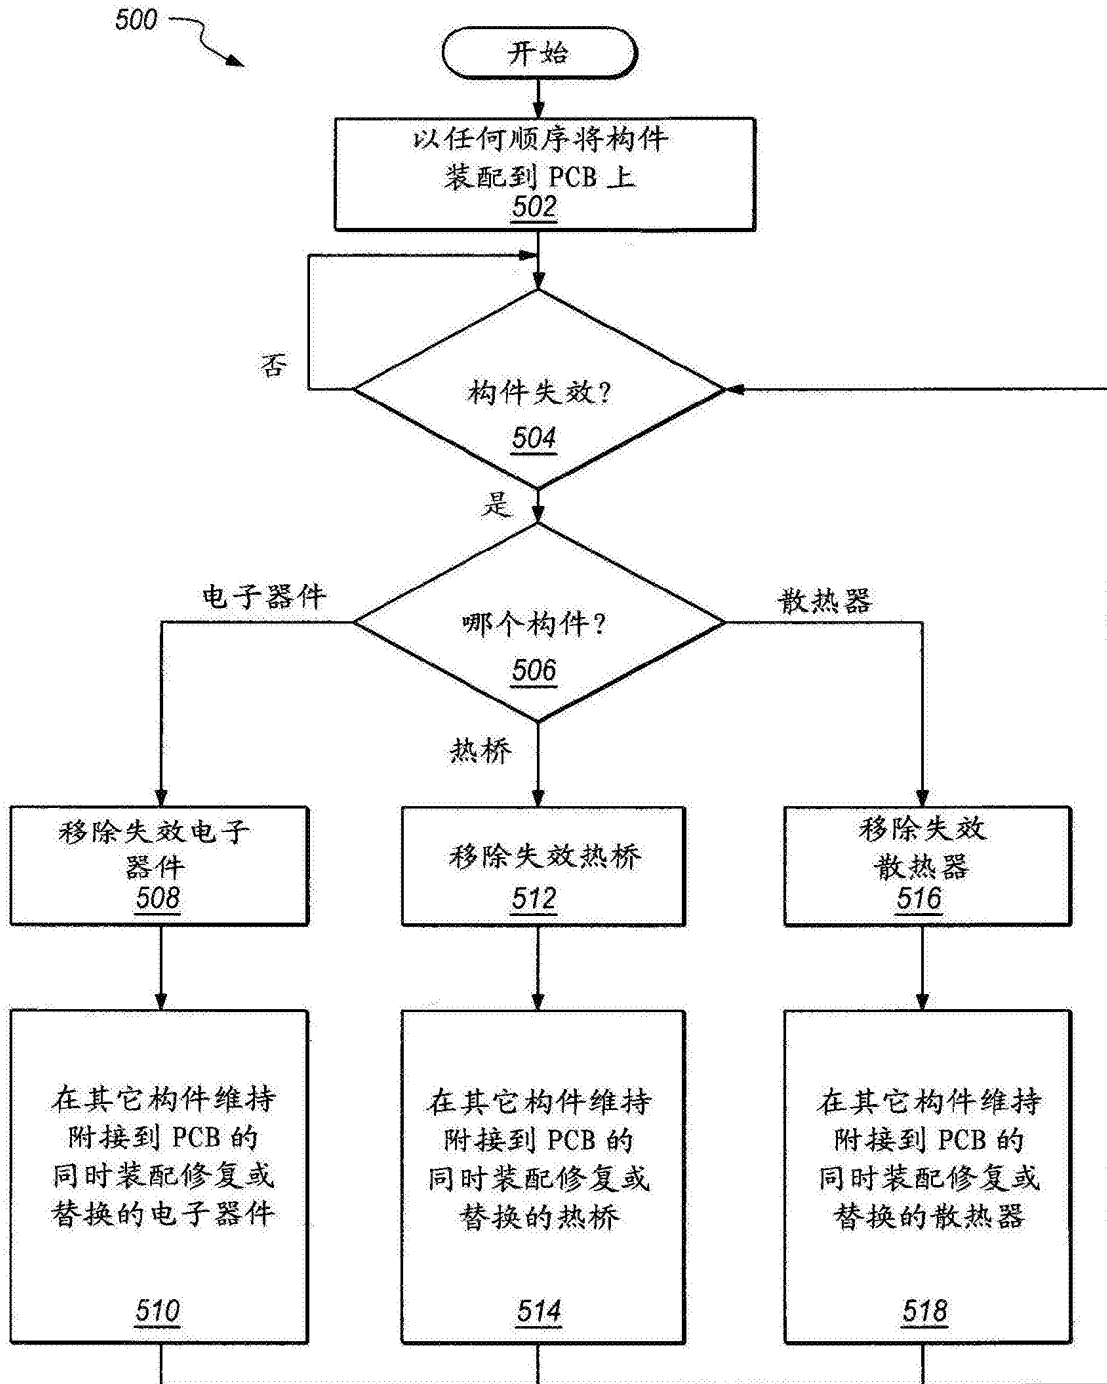 500
开始
以任何顺序将构件
装配到 PCB 上
502
否
构件失效？
504
是
电子器件
散热器
哪个构件？
506
热桥
移除失效电子
器件
508
移除失效热桥
512
移除失效
散热器
516
在其它构件维持
附接到 PCB 的
同时装配修复或
替换的电子器件
510
在其它构件维持
附接到 PCB 的
同时装配修复或
替换的热桥
514
在其它构件维持
附接到 PCB 的
同时装配修复或
替换的散热器
518